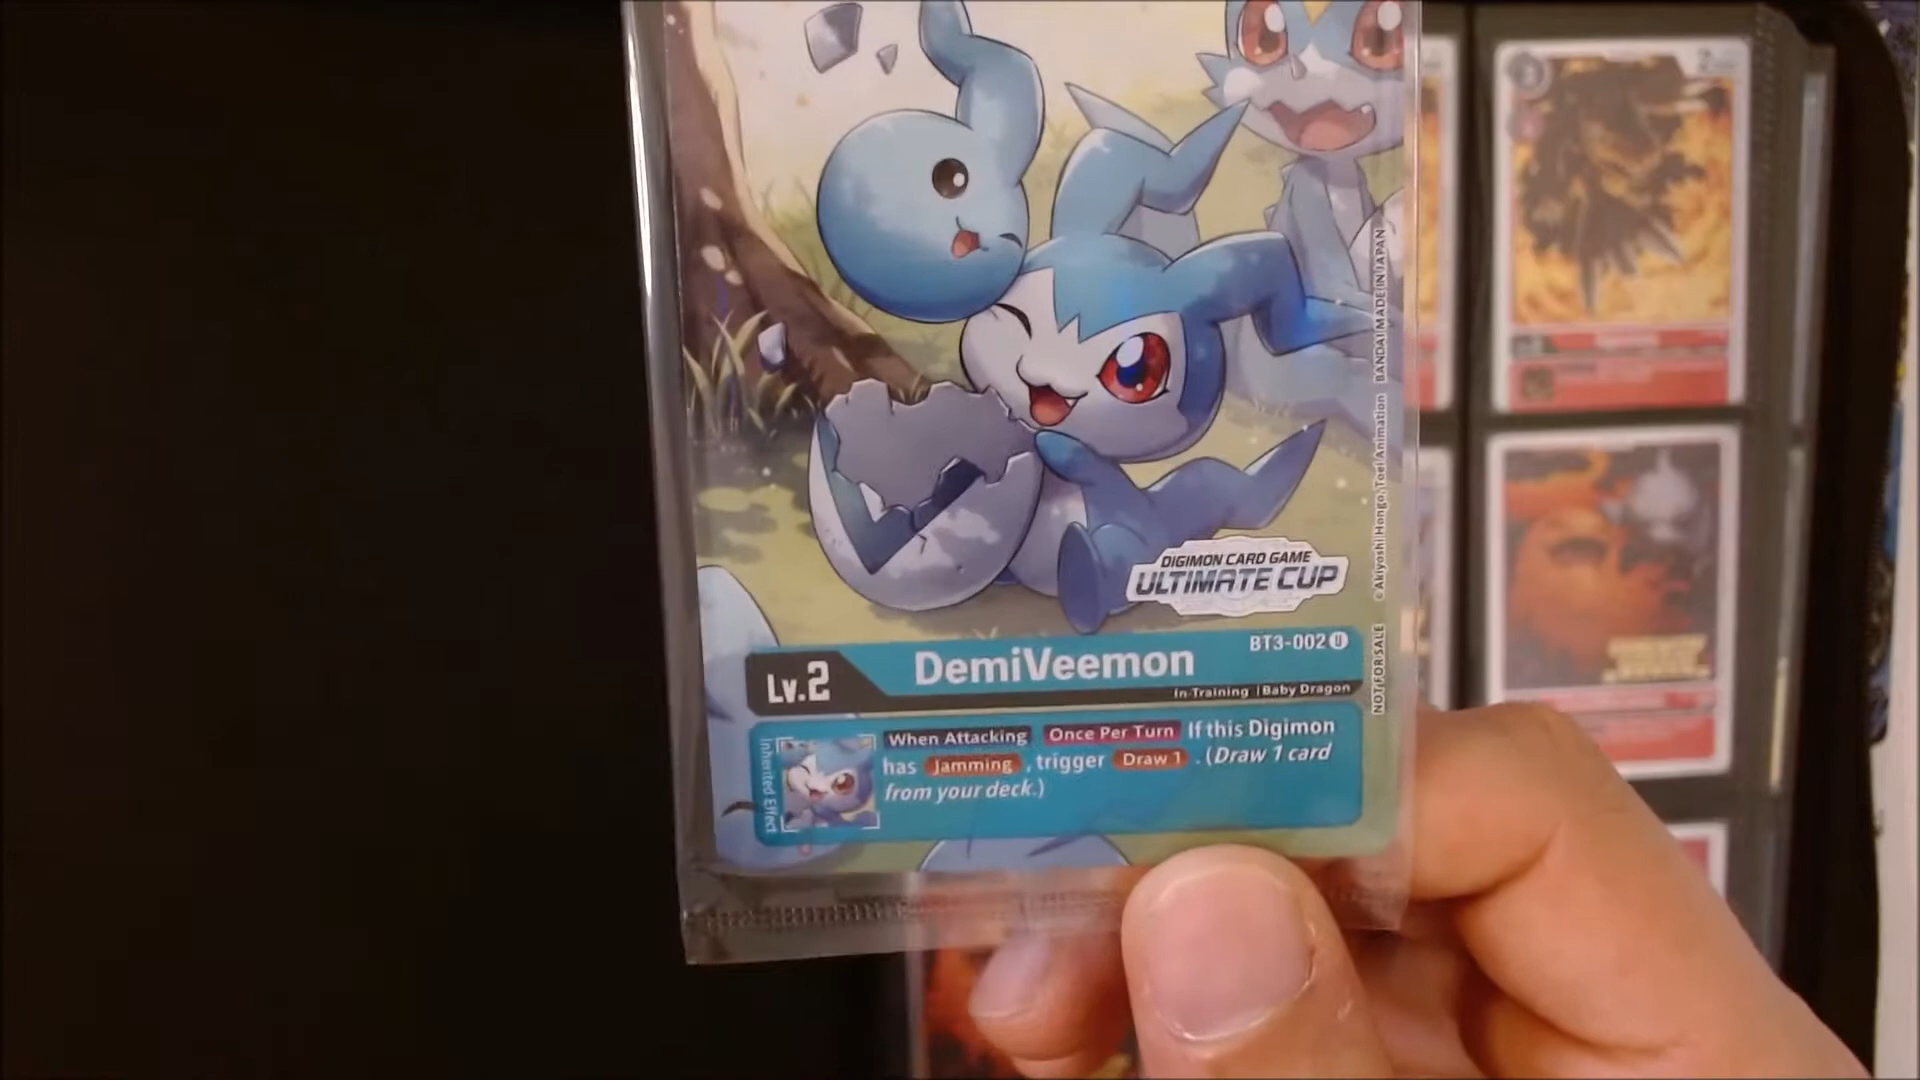 DIGIMON CARD GAME
ULTIMATE CUP
BT3-002 U
Lv.2
DemiVeemon
In-Training | Baby Dragon
Inherited Effect
When Attacking Once Per Turn If this Digimon
has Jamming , trigger Draw 1 . (Draw 1 card
from your deck.)
NOT FOR SALE © Akiyoshi Hongo, Toei Animation BANDAI MADE IN JAPAN
2